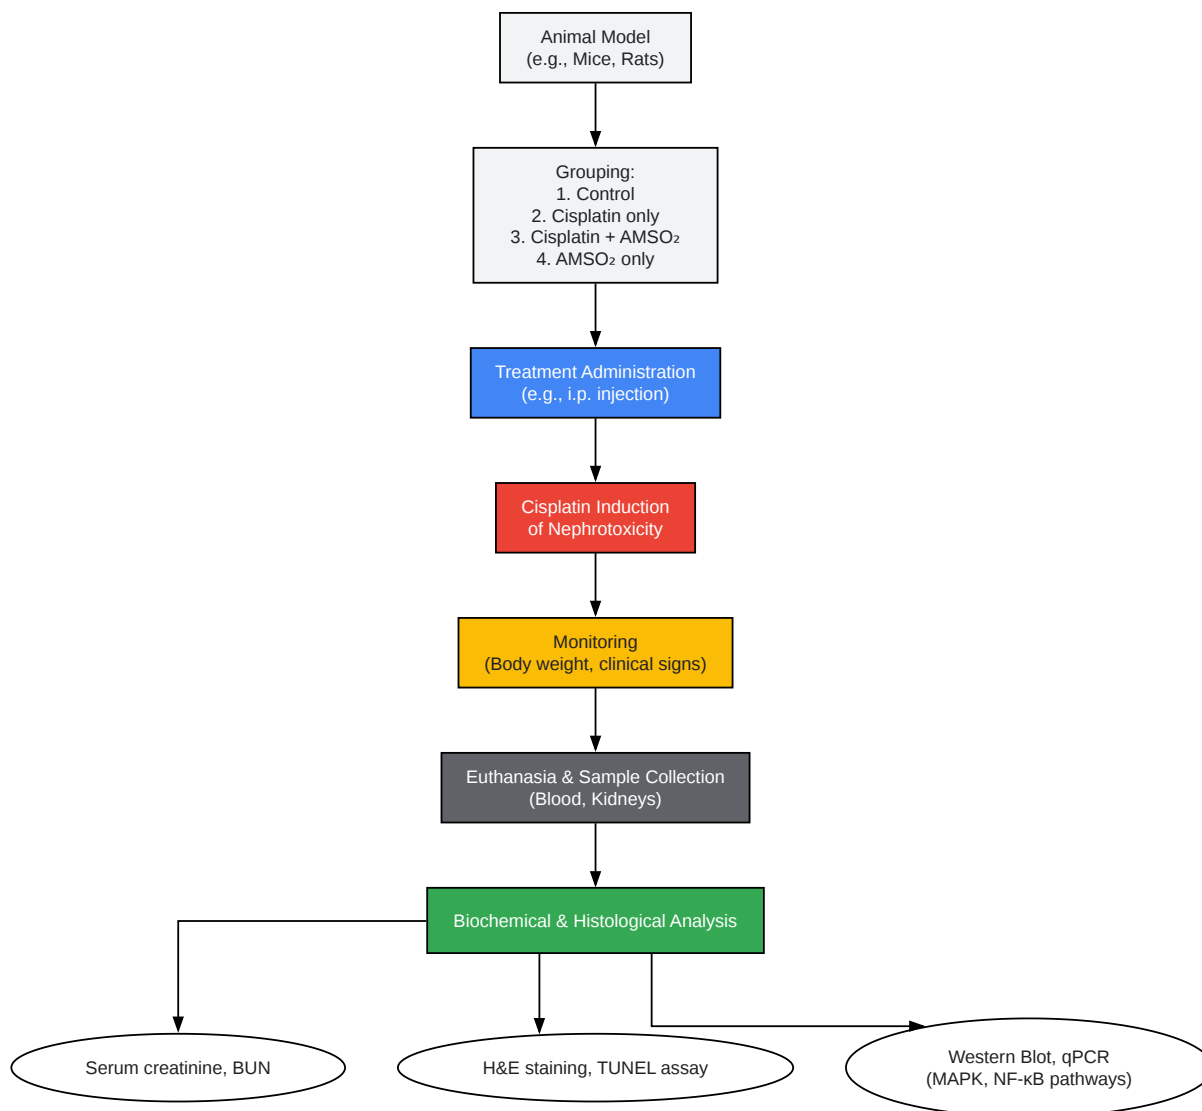 Animal Model
(e.g., Mice, Rats)
Grouping:
1. Control
2. Cisplatin only
3. Cisplatin + AMSO₂
4. AMSO₂ only
Treatment Administration
(e.g., i.p. injection)
Cisplatin Induction
of Nephrotoxicity
Monitoring
(Body weight, clinical signs)
Euthanasia & Sample Collection
(Blood, Kidneys)
Biochemical & Histological Analysis
Serum creatinine, BUN
H&E staining, TUNEL assay
Western Blot, qPCR
(MAPK, NF-κB pathways)